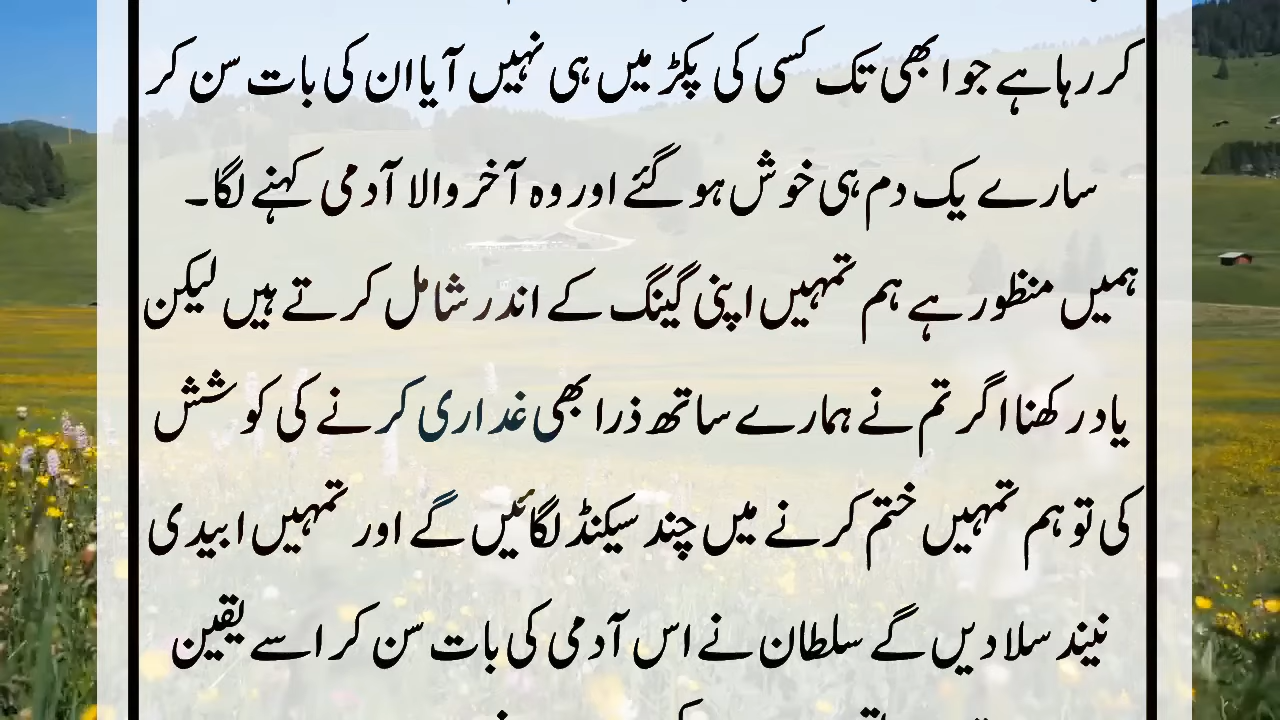 کر رہا ہے جو ابھی تک کسی کی پکڑ میں ہی نہیں آیا ان کی بات سن کر
سارے یک دم ہی خوش ہو گئے اور وہ آخر والا آدمی کہنے لگا۔
ہمیں منظور ہے ہم تمہیں اپنی گینگ کے اندر شامل کرتے ہیں لیکن
یاد رکھنا اگر تم نے ہمارے ساتھ ذرا بھی غداری کرنے کی کوشش
کی تو ہم تمہیں ختم کرنے میں چند سیکنڈ لگائیں گے اور تمہیں ابیدی
نیند سلا دیں گے سلطان نے اس آدمی کی بات سن کر اسے یقین